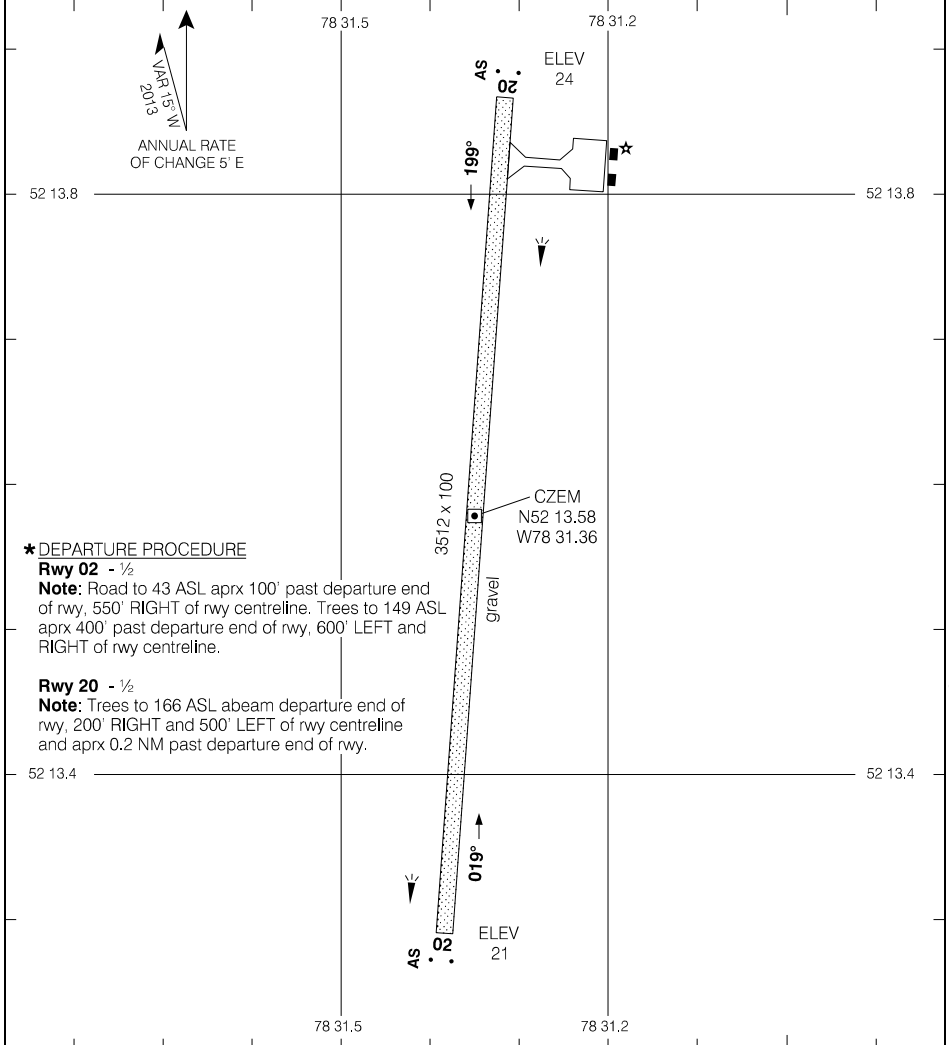 78 31.5
78 31.2
VAR 15° W
2013
ANNUAL RATE
OF CHANGE 5' E
AS
20
ELEV
24
199°
52 13.8
52 13.8
3512 x 100
CZEM
N52 13.58
W78 31.36
gravel
*DEPARTURE PROCEDURE
Rwy 02 - ½
Note: Road to 43 ASL aprx 100' past departure end
of rwy, 550' RIGHT of rwy centreline. Trees to 149 ASL
aprx 400' past departure end of rwy, 600' LEFT and
RIGHT of rwy centreline.
Rwy 20 - ½
Note: Trees to 166 ASL abeam departure end of
rwy, 200' RIGHT and 500' LEFT of rwy centreline
and aprx 0.2 NM past departure end of rwy.
52 13.4
52 13.4
019°
AS
02
ELEV
21
78 31.5
78 31.2